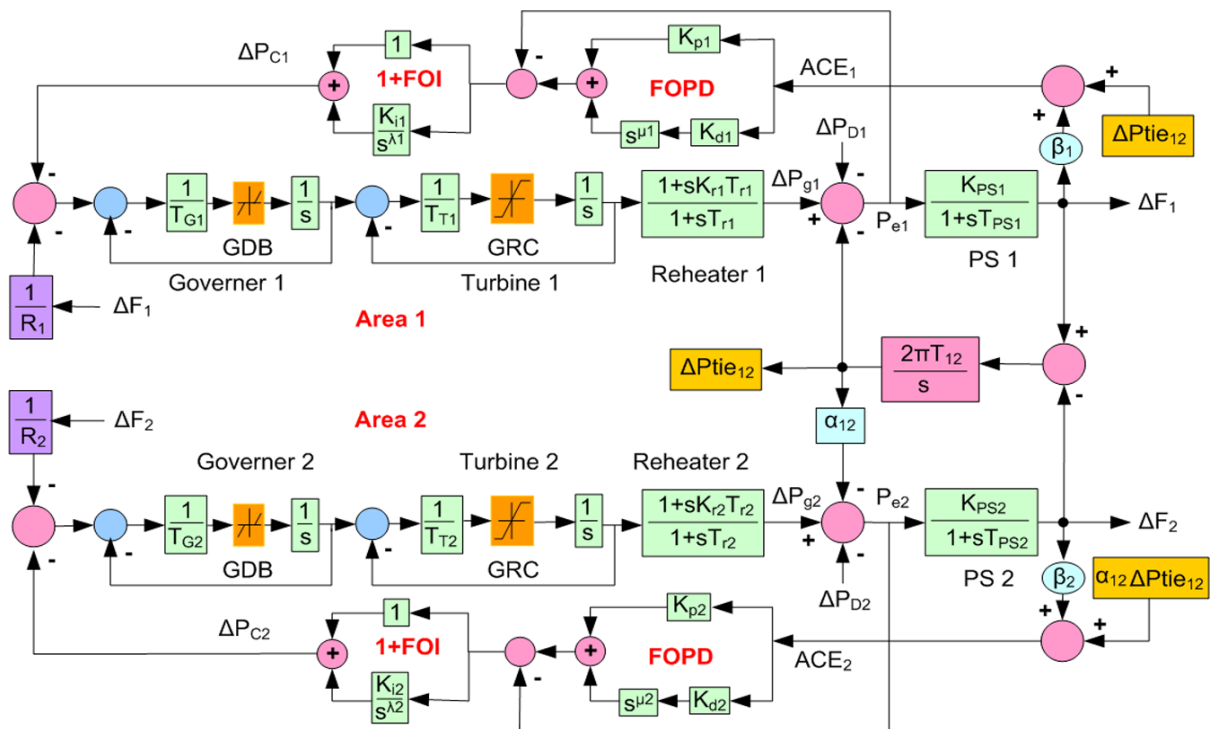 ΔP_C1
1
1+FOI
K_i1
s^λ1
+
-
+
K_p1
FOPD
s^μ1
K_d1
ACE_1
+
+
β_1
ΔPtie_12
ΔP_D1
-
-
1
T_G1
GDB
1
s
-
Governer 1
-
1
T_T1
GRC
1
s
Turbine 1
1+sK_r1T_r1
1+sT_r1
Reheater 1
ΔP_g1
+
-
-
P_e1
K_PS1
1+sT_PS1
PS 1
ΔF_1
1
R_1
ΔF_1
Area 1
ΔPtie_12
2πT_12
s
+
-
1
R_2
ΔF_2
Area 2
α_12
Governer 2
Turbine 2
Reheater 2
-
-
1
T_G2
GDB
1
s
-
-
1
T_T2
GRC
1
s
1+sK_r2T_r2
1+sT_r2
ΔP_g2
+
-
-
P_e2
K_PS2
1+sT_PS2
PS 2
ΔF_2
ΔP_D2
β_2
α_12 ΔPtie_12
+
+
ΔP_C2
+
1
1+FOI
K_i2
s^λ2
-
+
K_p2
FOPD
s^μ2
K_d2
ACE_2